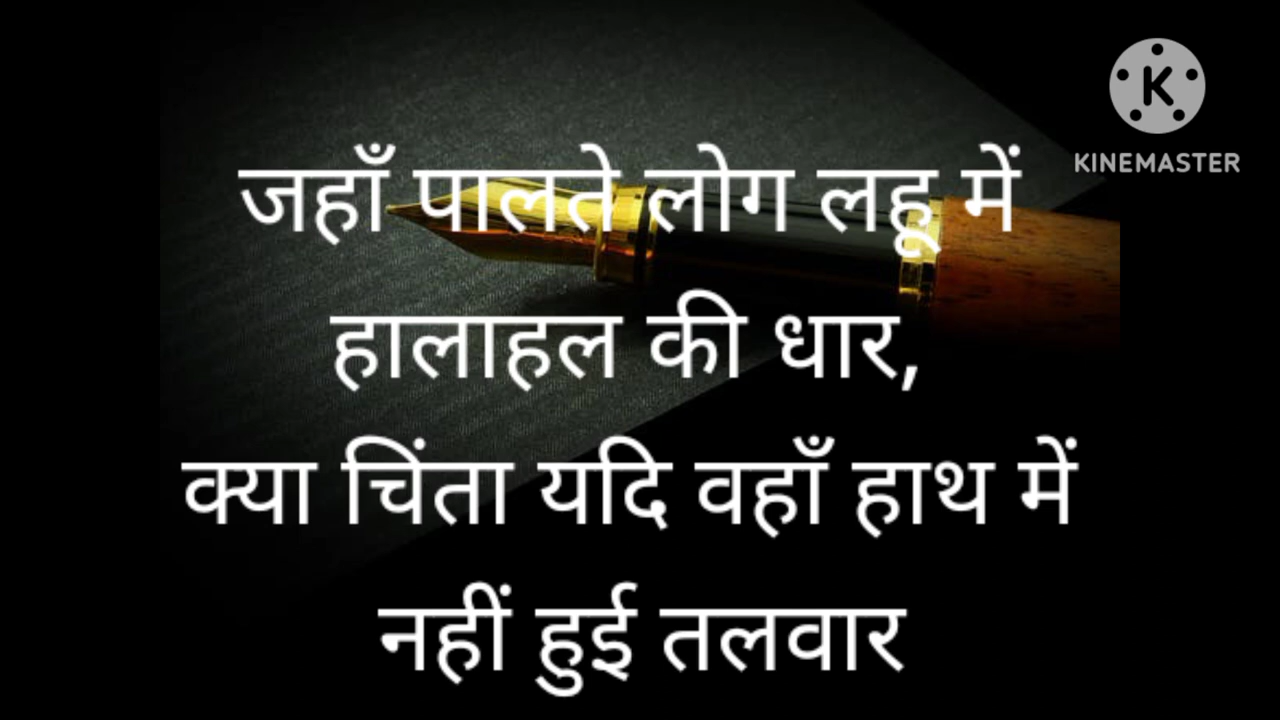 KINEMASTER
जहाँ पालते लोग लहू में
हालाहल की धार,
क्या चिंता यदि वहाँ हाथ में
नहीं हुई तलवार